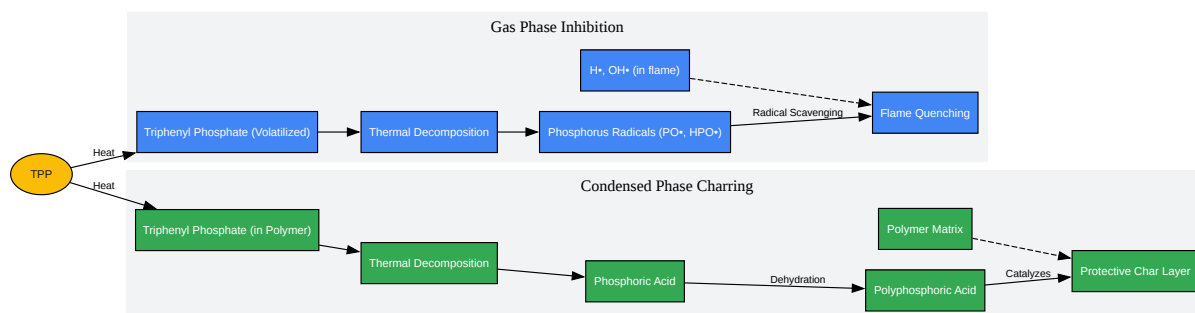 Gas Phase Inhibition
H•, OH• (in flame)
Radical Scavenging
Flame Quenching
Triphenyl Phosphate (Volatilized)
Thermal Decomposition
Phosphorus Radicals (PO•, HPO•)
Heat
TPP
Heat
Condensed Phase Charring
Triphenyl Phosphate (in Polymer)
Polymer Matrix
Thermal Decomposition
Phosphoric Acid
Dehydration
Polyphosphoric Acid
Catalyzes
Protective Char Layer